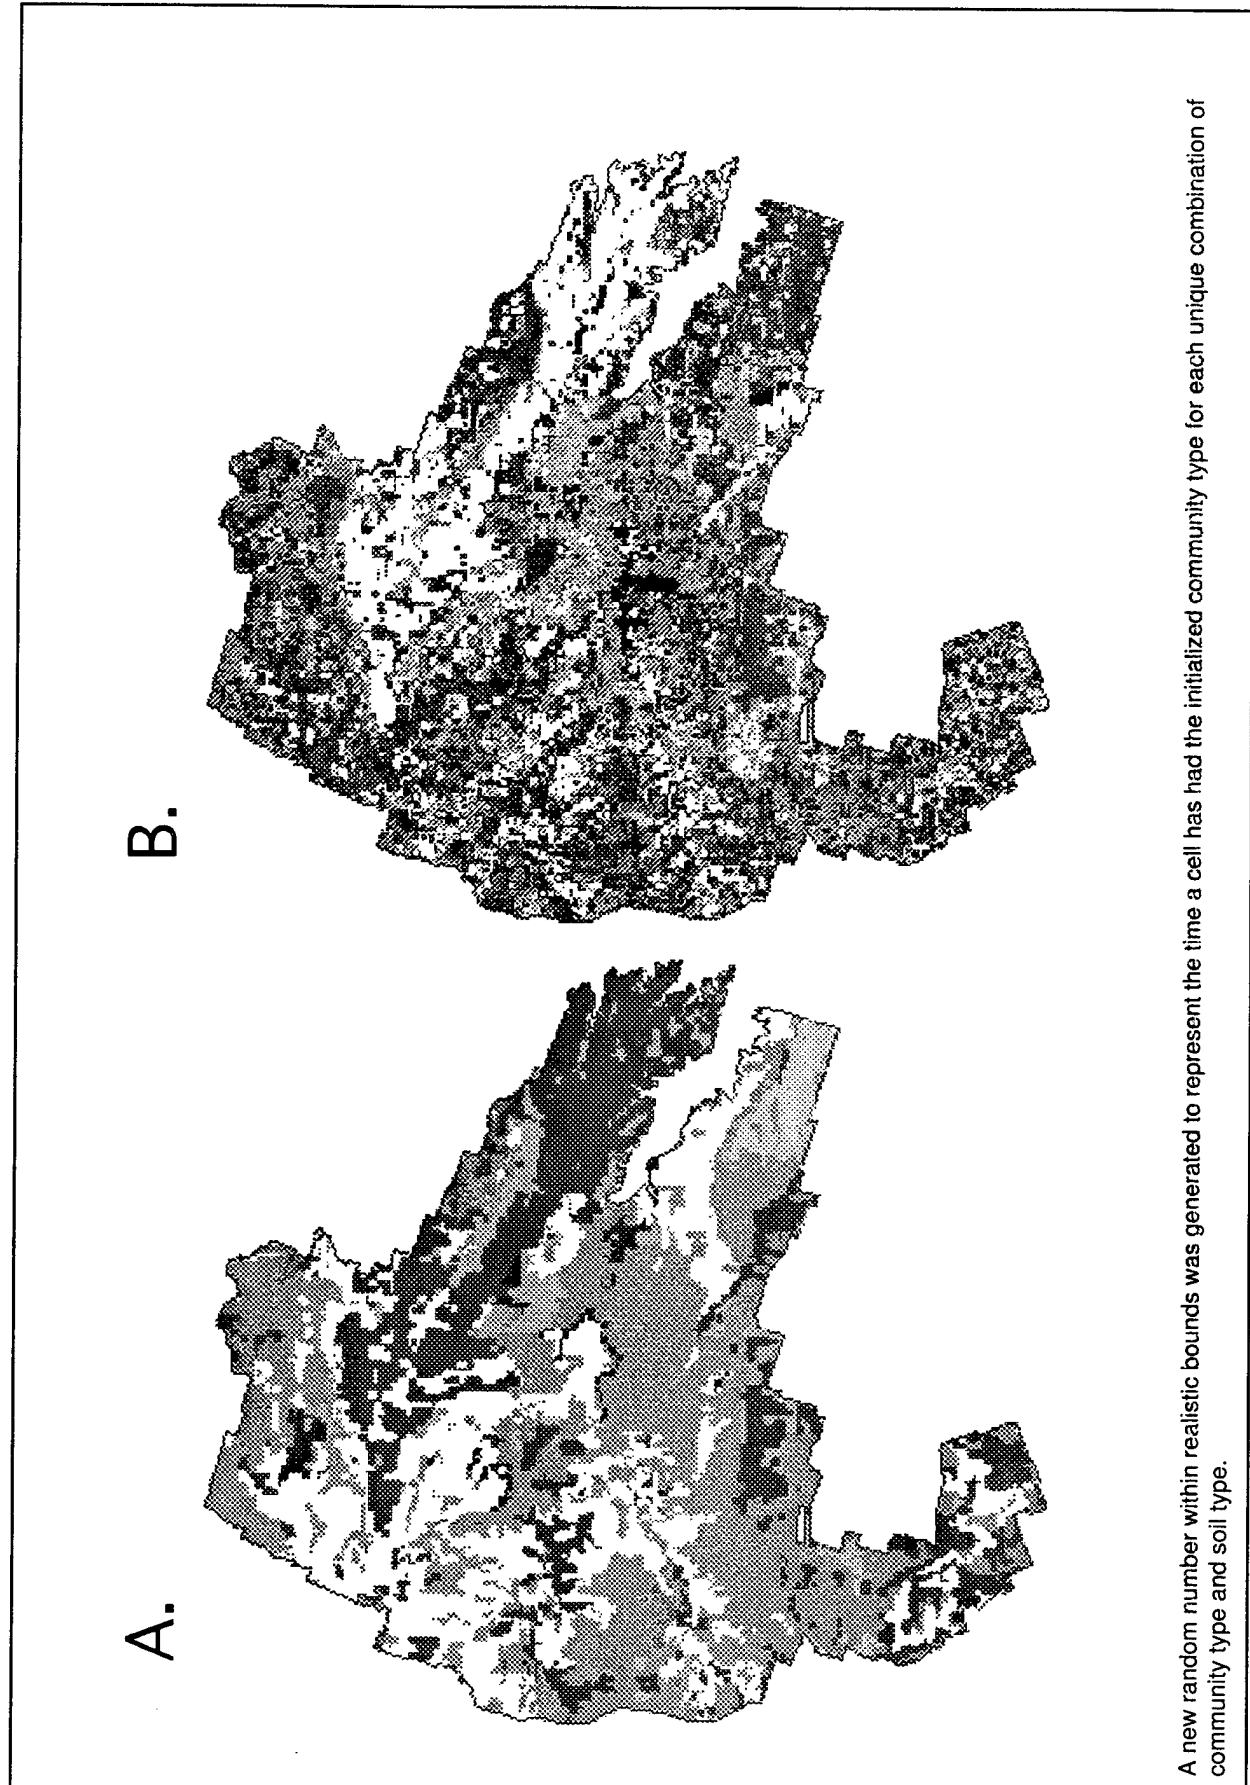 A.
B.
A new random number within realistic bounds was generated to represent the time a cell has had the initialized community type for each unique combination of
community type and soil type.